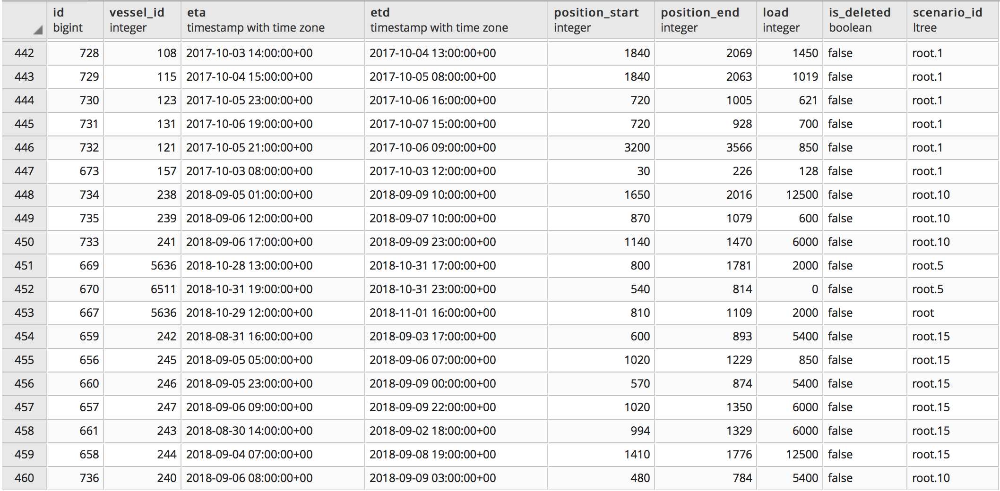 id vessel_id eta etd position_start position_end load is_deleted scenario_id
bigint integer timestamp with time zone timestamp with time zone integer integer integer boolean ltree
442 728 108 2017-10-03 14:00:00+00 2017-10-04 13:00:00+00 1840 2069 1450 false root.1
443 729 115 2017-10-04 15:00:00+00 2017-10-05 08:00:00+00 1840 2063 1019 false root.1
444 730 123 2017-10-05 23:00:00+00 2017-10-06 16:00:00+00 720 1005 621 false root.1
445 731 131 2017-10-06 19:00:00+00 2017-10-07 15:00:00+00 720 928 700 false root.1
446 732 121 2017-10-05 21:00:00+00 2017-10-06 09:00:00+00 3200 3566 850 false root.1
447 673 157 2017-10-03 08:00:00+00 2017-10-03 12:00:00+00 30 226 128 false root.1
448 734 238 2018-09-05 01:00:00+00 2018-09-09 10:00:00+00 1650 2016 12500 false root.10
449 735 239 2018-09-06 12:00:00+00 2018-09-07 10:00:00+00 870 1079 600 false root.10
450 733 241 2018-09-06 17:00:00+00 2018-09-09 23:00:00+00 1140 1470 6000 false root.10
451 669 5636 2018-10-28 13:00:00+00 2018-10-31 17:00:00+00 800 1781 2000 false root.5
452 670 6511 2018-10-31 19:00:00+00 2018-10-31 23:00:00+00 540 814 0 false root.5
453 667 5636 2018-10-29 12:00:00+00 2018-11-01 16:00:00+00 810 1109 2000 false root
454 659 242 2018-08-31 16:00:00+00 2018-09-03 17:00:00+00 600 893 5400 false root.15
455 656 245 2018-09-05 05:00:00+00 2018-09-06 07:00:00+00 1020 1229 850 false root.15
456 660 246 2018-09-05 23:00:00+00 2018-09-09 00:00:00+00 570 874 5400 false root.15
457 657 247 2018-09-06 09:00:00+00 2018-09-09 22:00:00+00 1020 1350 6000 false root.15
458 661 243 2018-08-30 14:00:00+00 2018-09-02 18:00:00+00 994 1329 6000 false root.15
459 658 244 2018-09-04 07:00:00+00 2018-09-08 19:00:00+00 1410 1776 12500 false root.15
460 736 240 2018-09-06 08:00:00+00 2018-09-09 03:00:00+00 480 784 5400 false root.10